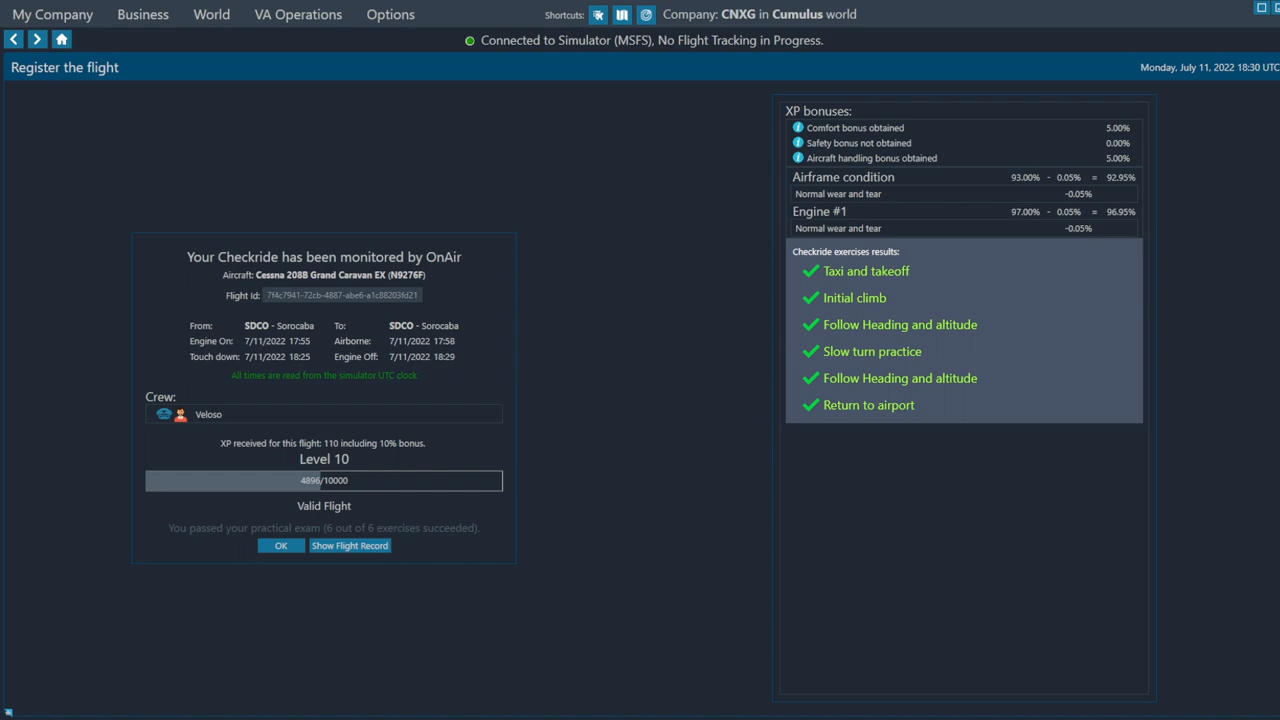 My Company Business World VA Operations Options Shortcuts: Company: CNXG in Cumulus world
Connected to Simulator (MSFS), No Flight Tracking in Progress.
Register the flight
Monday, July 11, 2022 18:30 UTC
Your Checkride has been monitored by OnAir
Aircraft: Cessna 208B Grand Caravan EX (N9276F)
Flight Id: 7f4c7941-72cb-4887-abe6-a1c88203fd21
From: SDCO - Sorocaba To: SDCO - Sorocaba
Engine On: 7/11/2022 17:55 Airborne: 7/11/2022 17:58
Touch down: 7/11/2022 18:25 Engine Off: 7/11/2022 18:29
All times are read from the simulator UTC clock.
Crew:
Veloso
XP received for this flight: 110 including 10% bonus.
Level 10
4896/10000
Valid Flight
You passed your practical exam (6 out of 6 exercises succeeded).
OK Show Flight Record
XP bonuses:
Comfort bonus obtained 5.00%
Safety bonus not obtained 0.00%
Aircraft handling bonus obtained 5.00%
Airframe condition 93.00% - 0.05% = 92.95%
Normal wear and tear -0.05%
Engine #1 97.00% - 0.05% = 96.95%
Normal wear and tear -0.05%
Checkride exercises results:
Taxi and takeoff
Initial climb
Follow Heading and altitude
Slow turn practice
Follow Heading and altitude
Return to airport